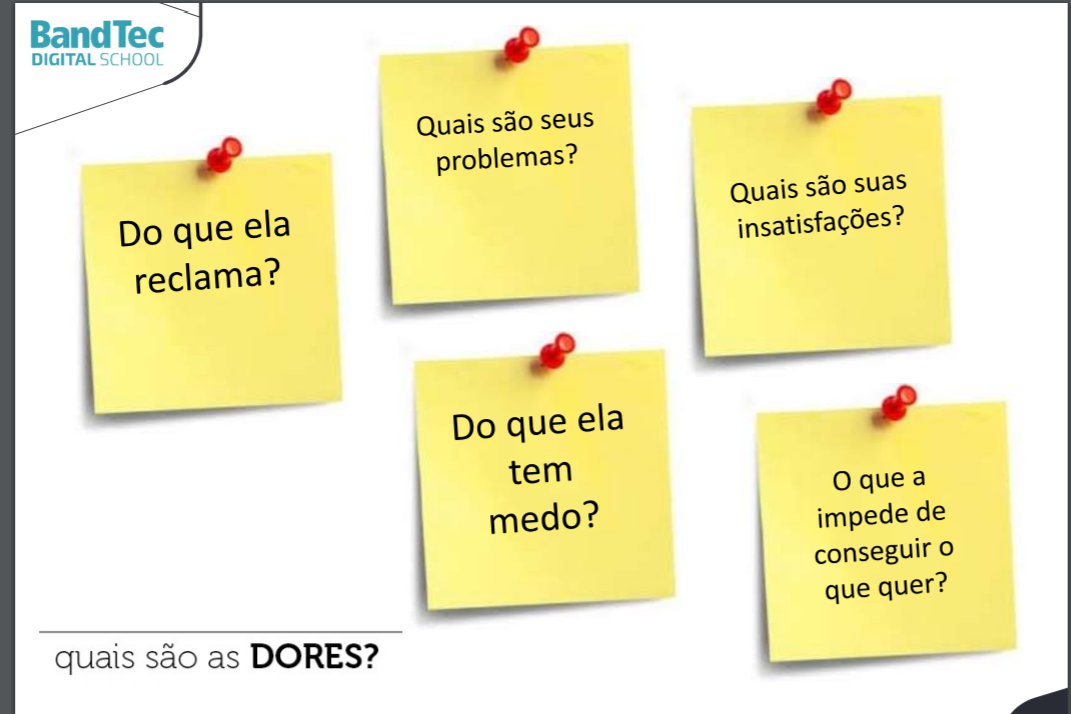 BandTec
DIGITAL SCHOOL
Do que ela
reclama?
Quais são seus
problemas?
Quais são suas
insatisfações?
Do que ela
tem
medo?
O que a
impede de
conseguir o
que quer?
quais são as DORES?